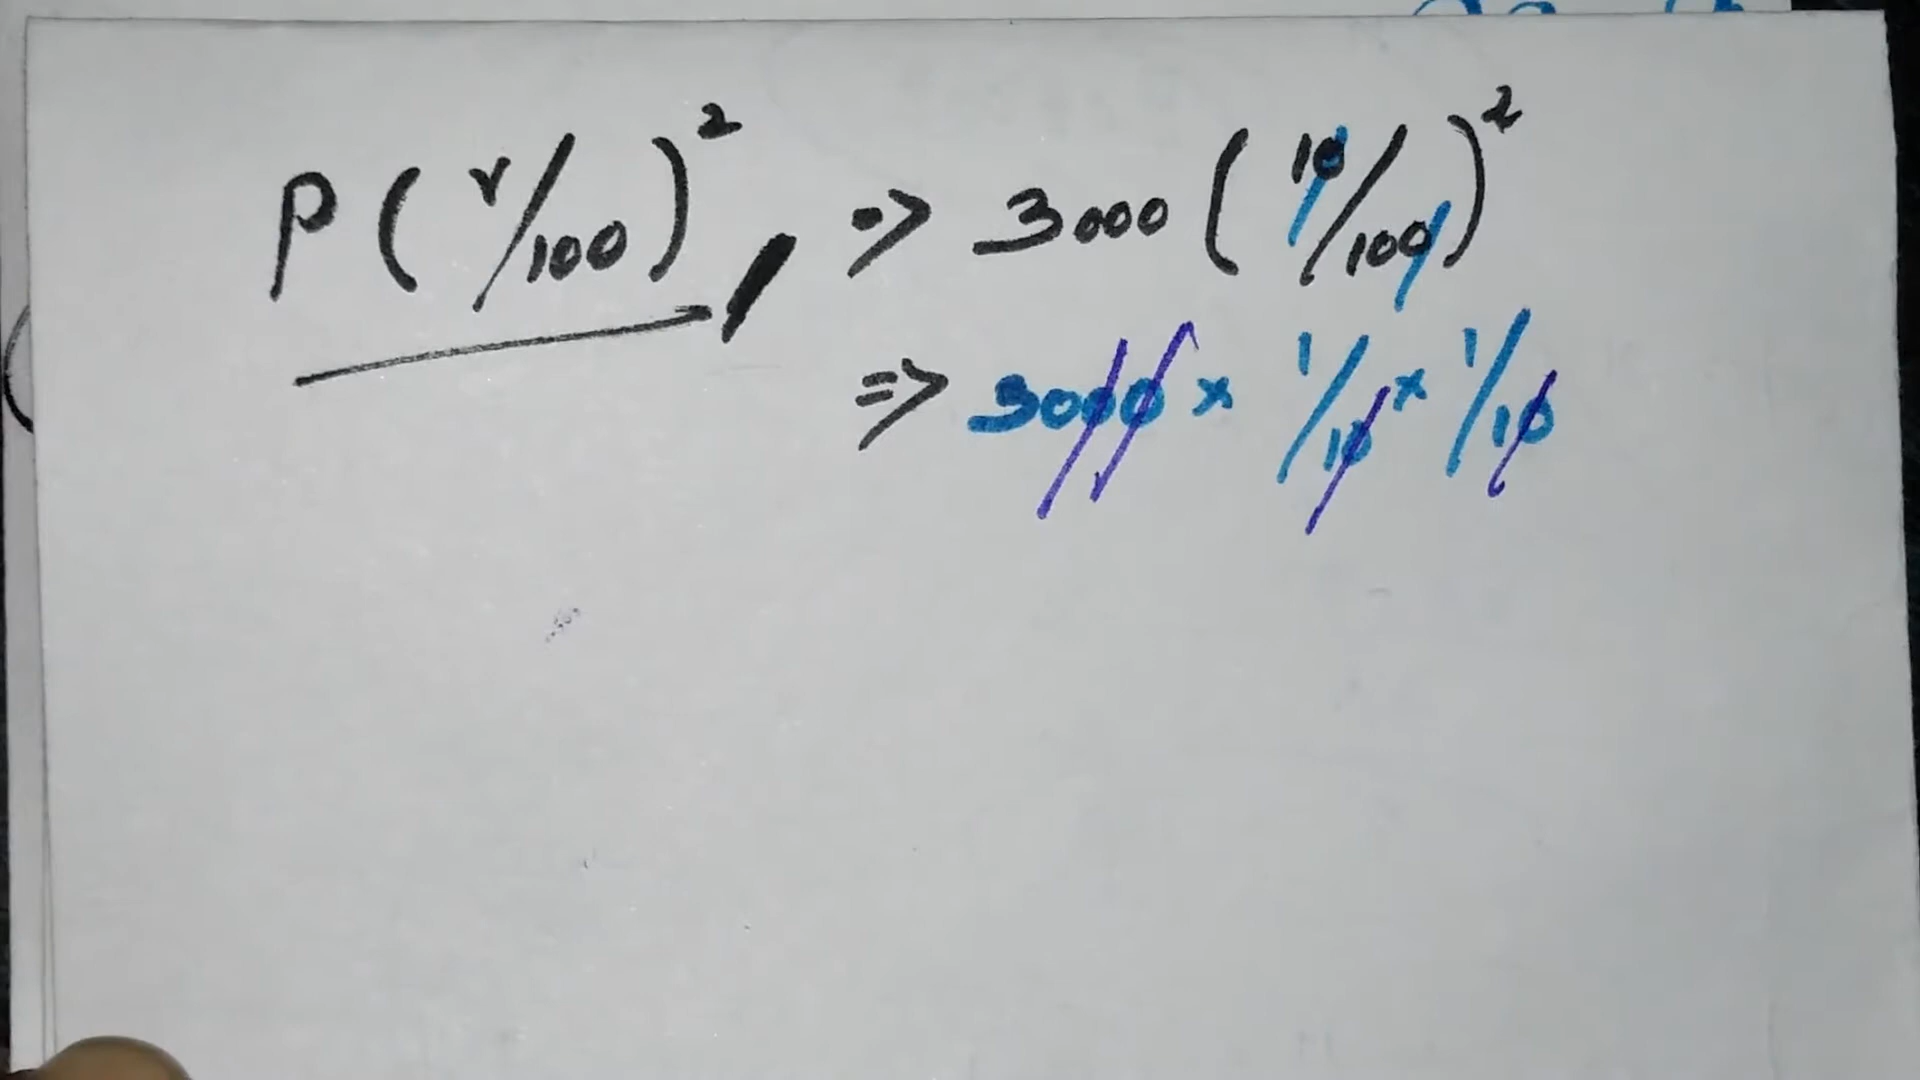 P(r/100)² => 3000(10/100)²
=> 3000 x 1/10 x 1/10